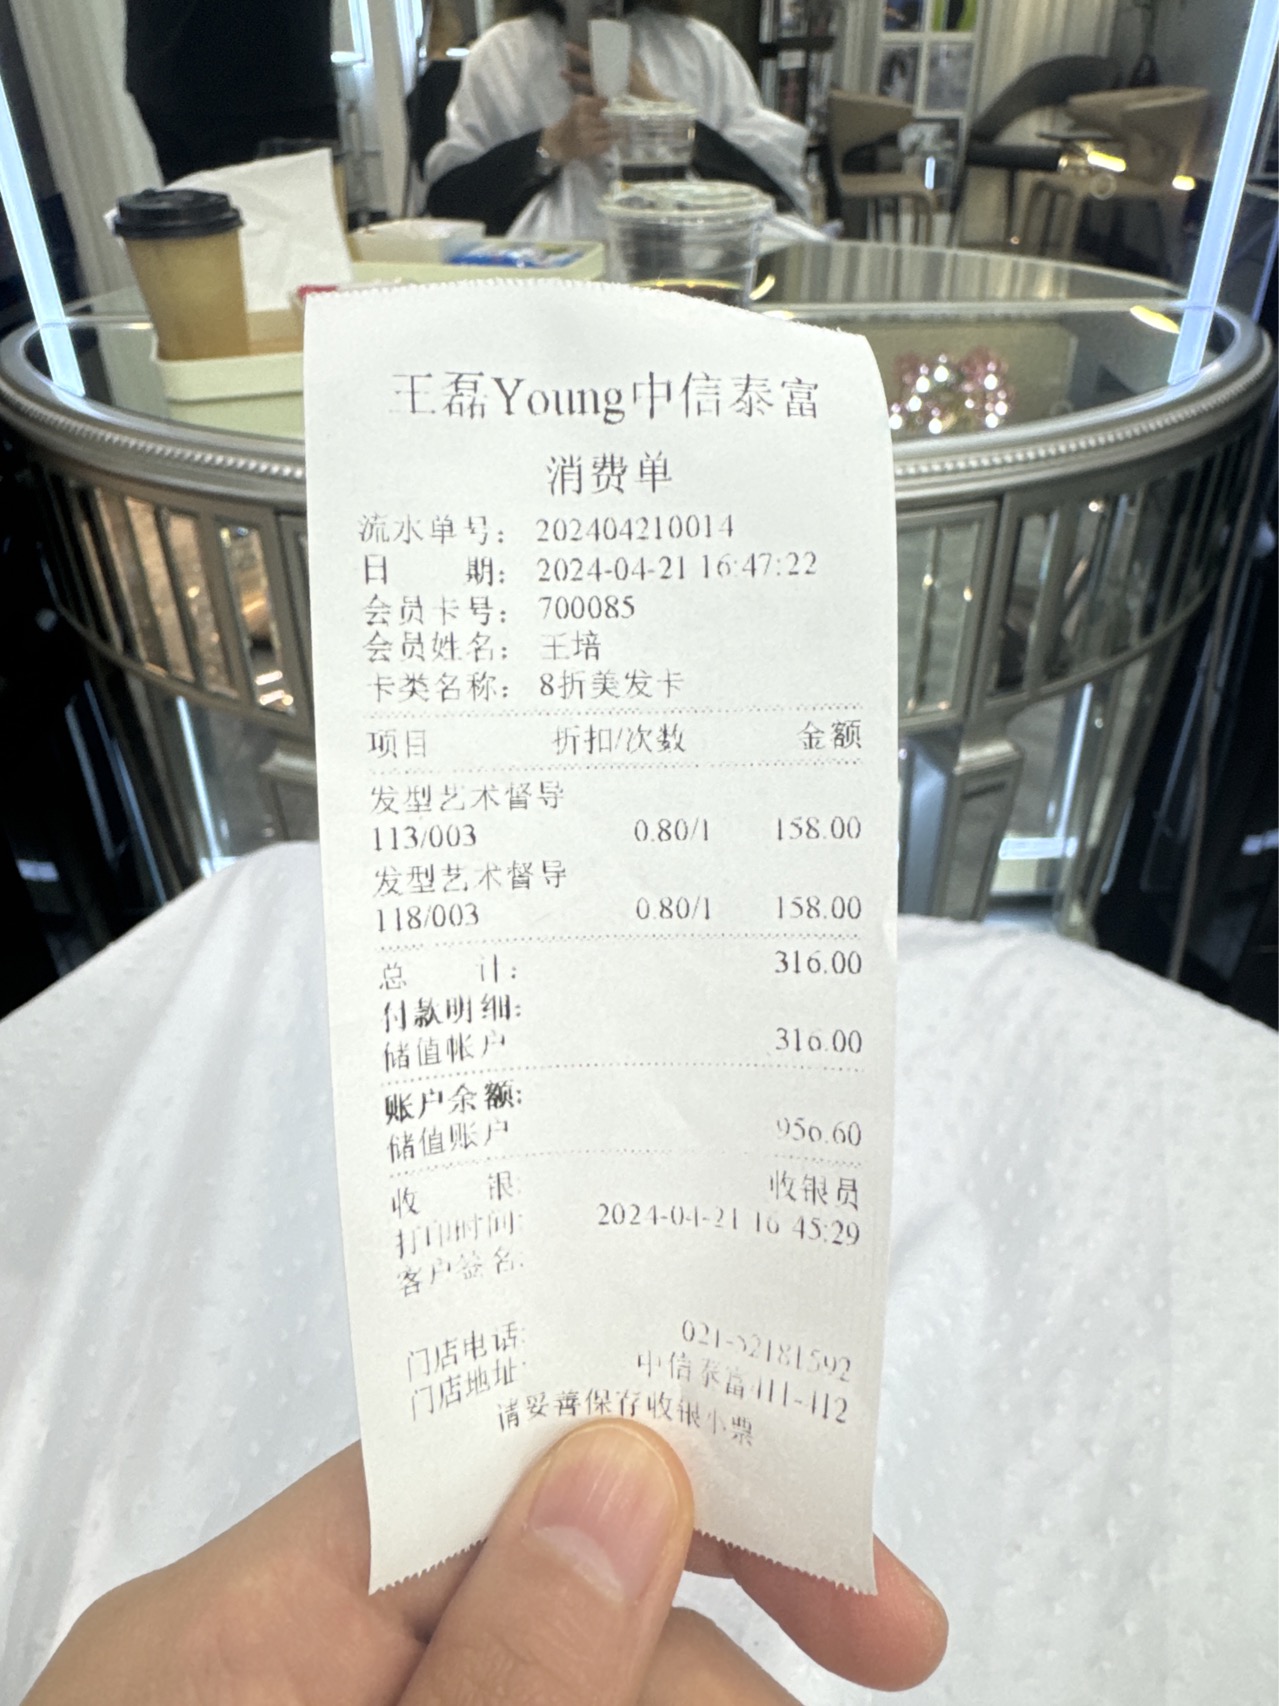 王磊Young中信泰富
消费单
流水单号： 202404210014
日　　期： 2024-04-21 16:47:22
会员卡号： 700085
会员姓名： 王培
卡类名称： 8折美发卡
项目 折扣/次数 金额
发型艺术督导
113/003 0.80/1 158.00
发型艺术督导
118/003 0.80/1 158.00
总　　计： 316.00
付款明细：
储值帐户 316.00
账户余额：
储值账户 956.60
收　　银： 收银员
打印时间： 2024-04-21 16:45:29
客户签名：
门店电话： 021-52181592
门店地址： 中信泰富411-412
请妥善保存收银小票